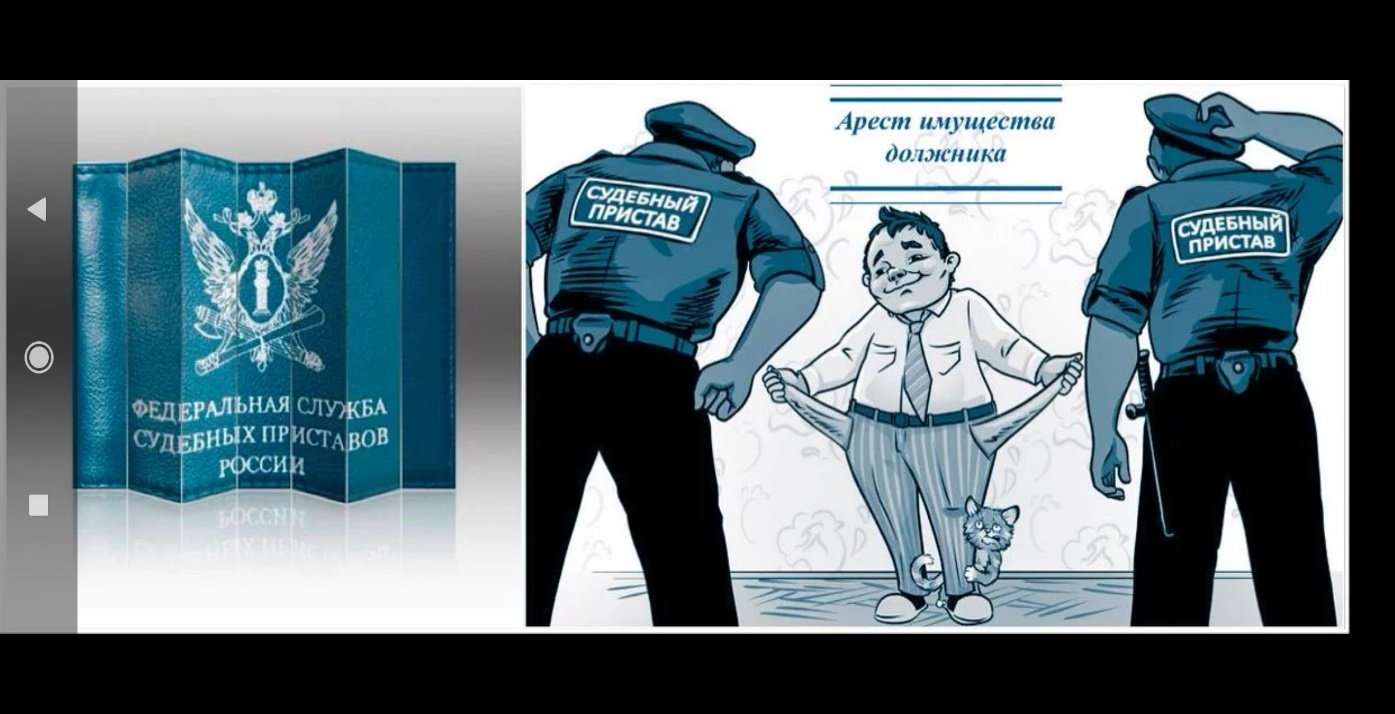 ФЕДЕРАЛЬНАЯ СЛУЖБА
СУДЕБНЫХ ПРИСТАВОВ
РОССИИ
Арест имущества
должника
СУДЕБНЫЙ
ПРИСТАВ
СУДЕБНЫЙ
ПРИСТАВ